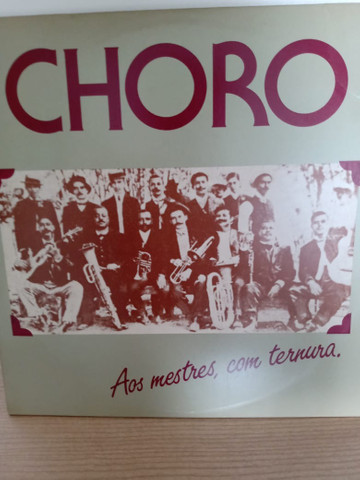 CHORO
Aos mestres, com ternura.